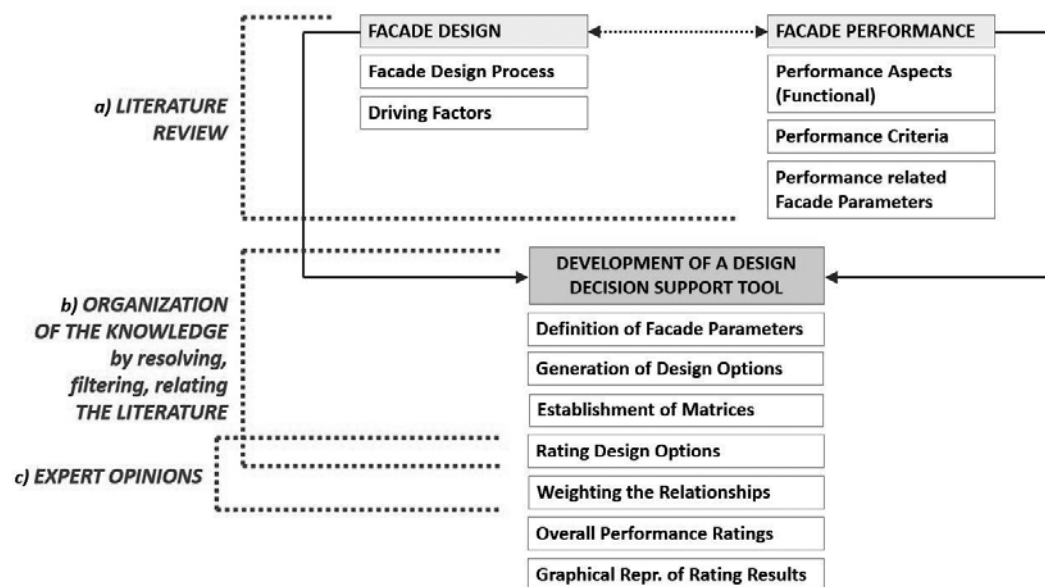 FACADE DESIGN
FACADE PERFORMANCE
Facade Design Process
Driving Factors
Performance Aspects
(Functional)
Performance Criteria
Performance related
Facade Parameters
a) LITERATURE
REVIEW
DEVELOPMENT OF A DESIGN
DECISION SUPPORT TOOL
Definition of Facade Parameters
Generation of Design Options
Establishment of Matrices
Rating Design Options
Weighting the Relationships
Overall Performance Ratings
Graphical Repr. of Rating Results
b) ORGANIZATION
OF THE KNOWLEDGE
by resolving,
filtering, relating
THE LITERATURE
c) EXPERT OPINIONS